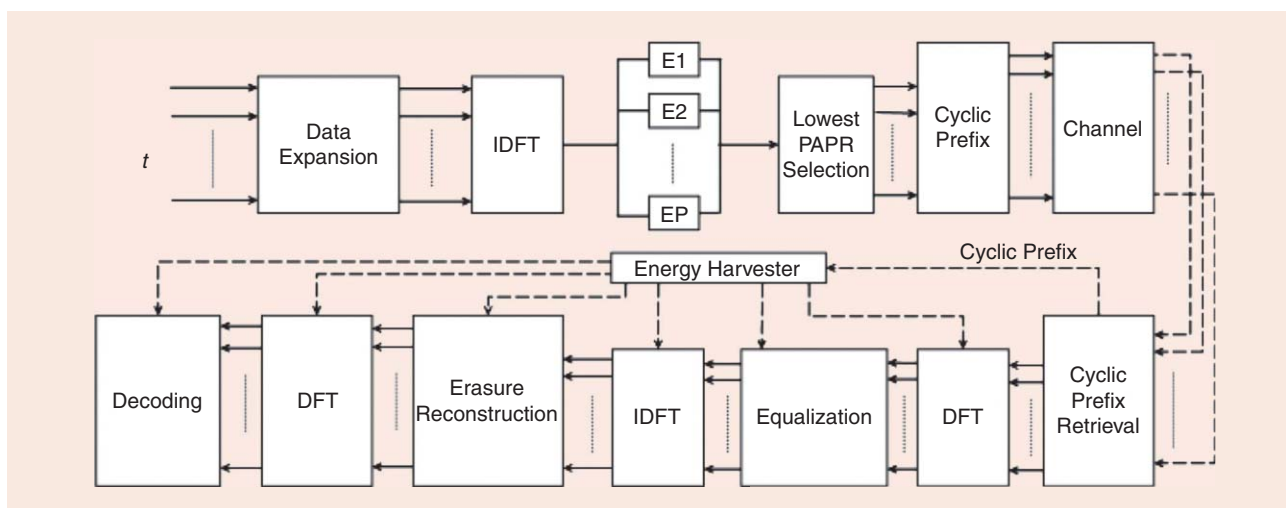 t
Data
Expansion
IDFT
E1
E2
EP
Lowest
PAPR
Selection
Cyclic
Prefix
Channel
Energy Harvester
Cyclic Prefix
Decoding
DFT
Erasure
Reconstruction
IDFT
Equalization
DFT
Cyclic
Prefix
Retrieval